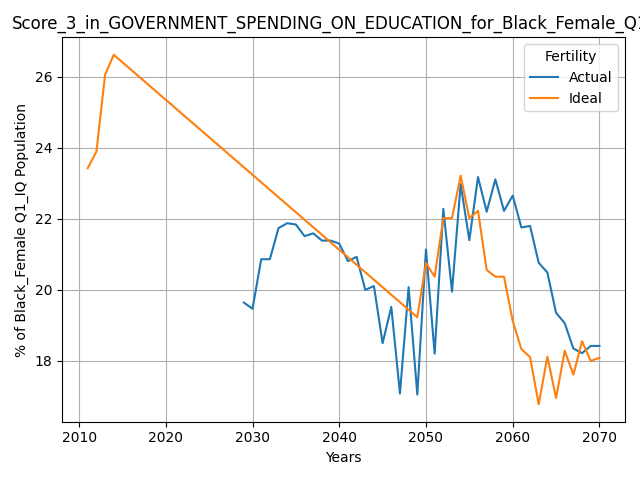 Score_3_in_GOVERNMENT_SPENDING_ON_EDUCATION_for_Black_Female_Q1
Fertility
Actual
Ideal
% of Black_Female Q1_IQ Population
26
24
22
20
18
2010 2020 2030 2040 2050 2060 2070
Years